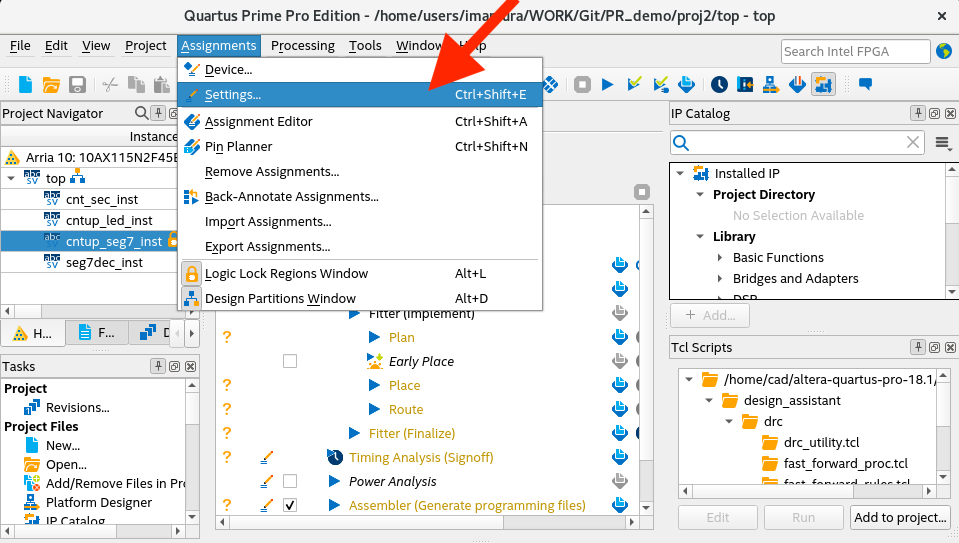 Quartus Prime Pro Edition - /home/users/imamura/WORK/Git/PR_demo/proj2/top - top
File Edit View Project Assignments Processing Tools Window Help
Search Intel FPGA
Device...
Settings... Ctrl+Shift+E
Assignment Editor Ctrl+Shift+A
Pin Planner Ctrl+Shift+N
Remove Assignments...
Back-Annotate Assignments...
Import Assignments...
Export Assignments...
Logic Lock Regions Window Alt+L
Design Partitions Window Alt+D
Project Navigator
Instance
Arria 10: 10AX115N2F45E
top
abc
cnt_sec_inst
cntup_led_inst
cntup_seg7_inst
seg7dec_inst
H...
F...
D
Tasks
Project
Revisions...
Project Files
New...
Open...
Add/Remove Files in Pro
Platform Designer
IP Catalog
Fitter (Implement)
? Plan
Early Place
? Place
? Route
? Fitter (Finalize)
? Timing Analysis (Signoff)
Power Analysis
? Assembler (Generate programming files)
IP Catalog
Installed IP
Project Directory
No Selection Available
Library
Basic Functions
Bridges and Adapters
DSP
+ Add...
Tcl Scripts
/home/cad/altera-quartus-pro-18.1/
design_assistant
drc
drc_utility.tcl
fast_forward_proc.tcl
fast_forward_rules.tcl
Edit
Run
Add to project...